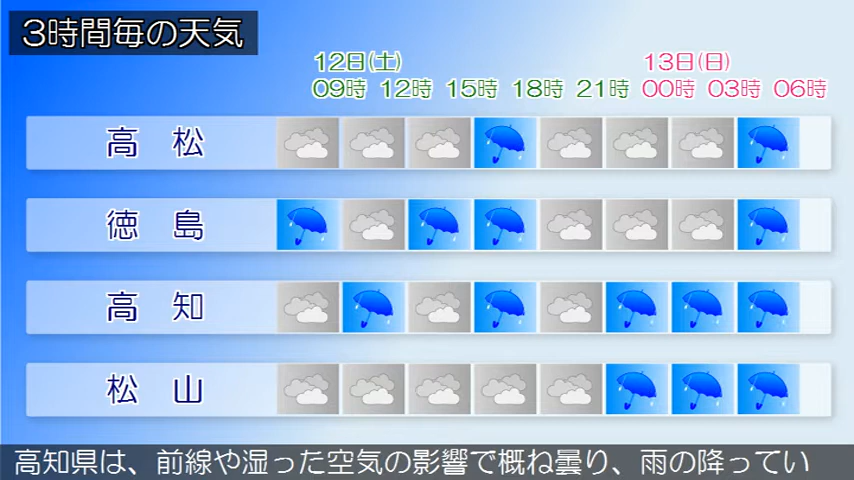 3時間毎の天気
12日(土) 13日(日)
09時 12時 15時 18時 21時 00時 03時 06時
高 松
徳 島
高 知
松 山
高知県は、前線や湿った空気の影響で概ね曇り、雨の降ってい